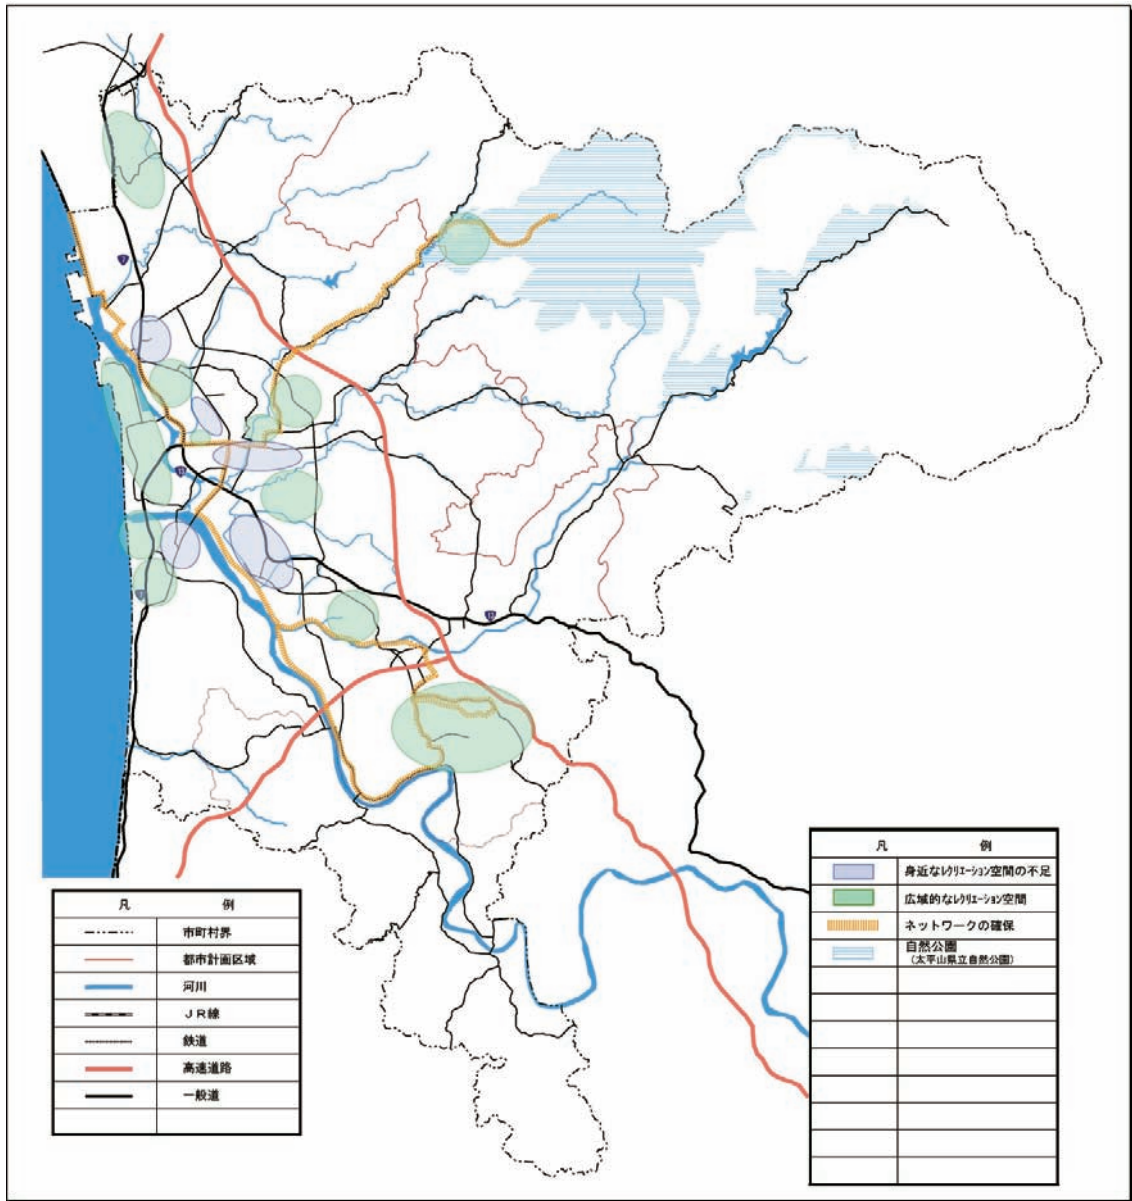 7
13
7
13
凡 例
市町村界
都市計画区域
河川
JR線
鉄道
高速道路
一般道
凡 例
身近なレクリエーション空間の不足
広域的なレクリエーション空間
ネットワークの確保
自然公園
(太平山県立自然公園)